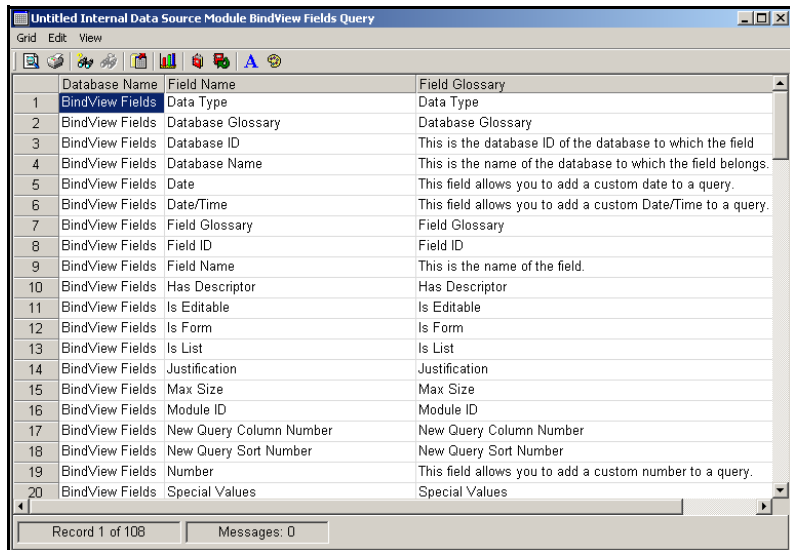 Untitled Internal Data Source Module BindView Fields Query
Grid Edit View
A
Database Name Field Name Field Glossary
1 BindView Fields Data Type Data Type
2 BindView Fields Database Glossary Database Glossary
3 BindView Fields Database ID This is the database ID of the database to which the field
4 BindView Fields Database Name This is the name of the database to which the field belongs.
5 BindView Fields Date This field allows you to add a custom date to a query.
6 BindView Fields Date/Time This field allows you to add a custom Date/Time to a query.
7 BindView Fields Field Glossary Field Glossary
8 BindView Fields Field ID Field ID
9 BindView Fields Field Name This is the name of the field.
10 BindView Fields Has Descriptor Has Descriptor
11 BindView Fields Is Editable Is Editable
12 BindView Fields Is Form Is Form
13 BindView Fields Is List Is List
14 BindView Fields Justification Justification
15 BindView Fields Max Size Max Size
16 BindView Fields Module ID Module ID
17 BindView Fields New Query Column Number New Query Column Number
18 BindView Fields New Query Sort Number New Query Sort Number
19 BindView Fields Number This field allows you to add a custom number to a query.
20 BindView Fields Special Values Special Values
Record 1 of 108 Messages: 0